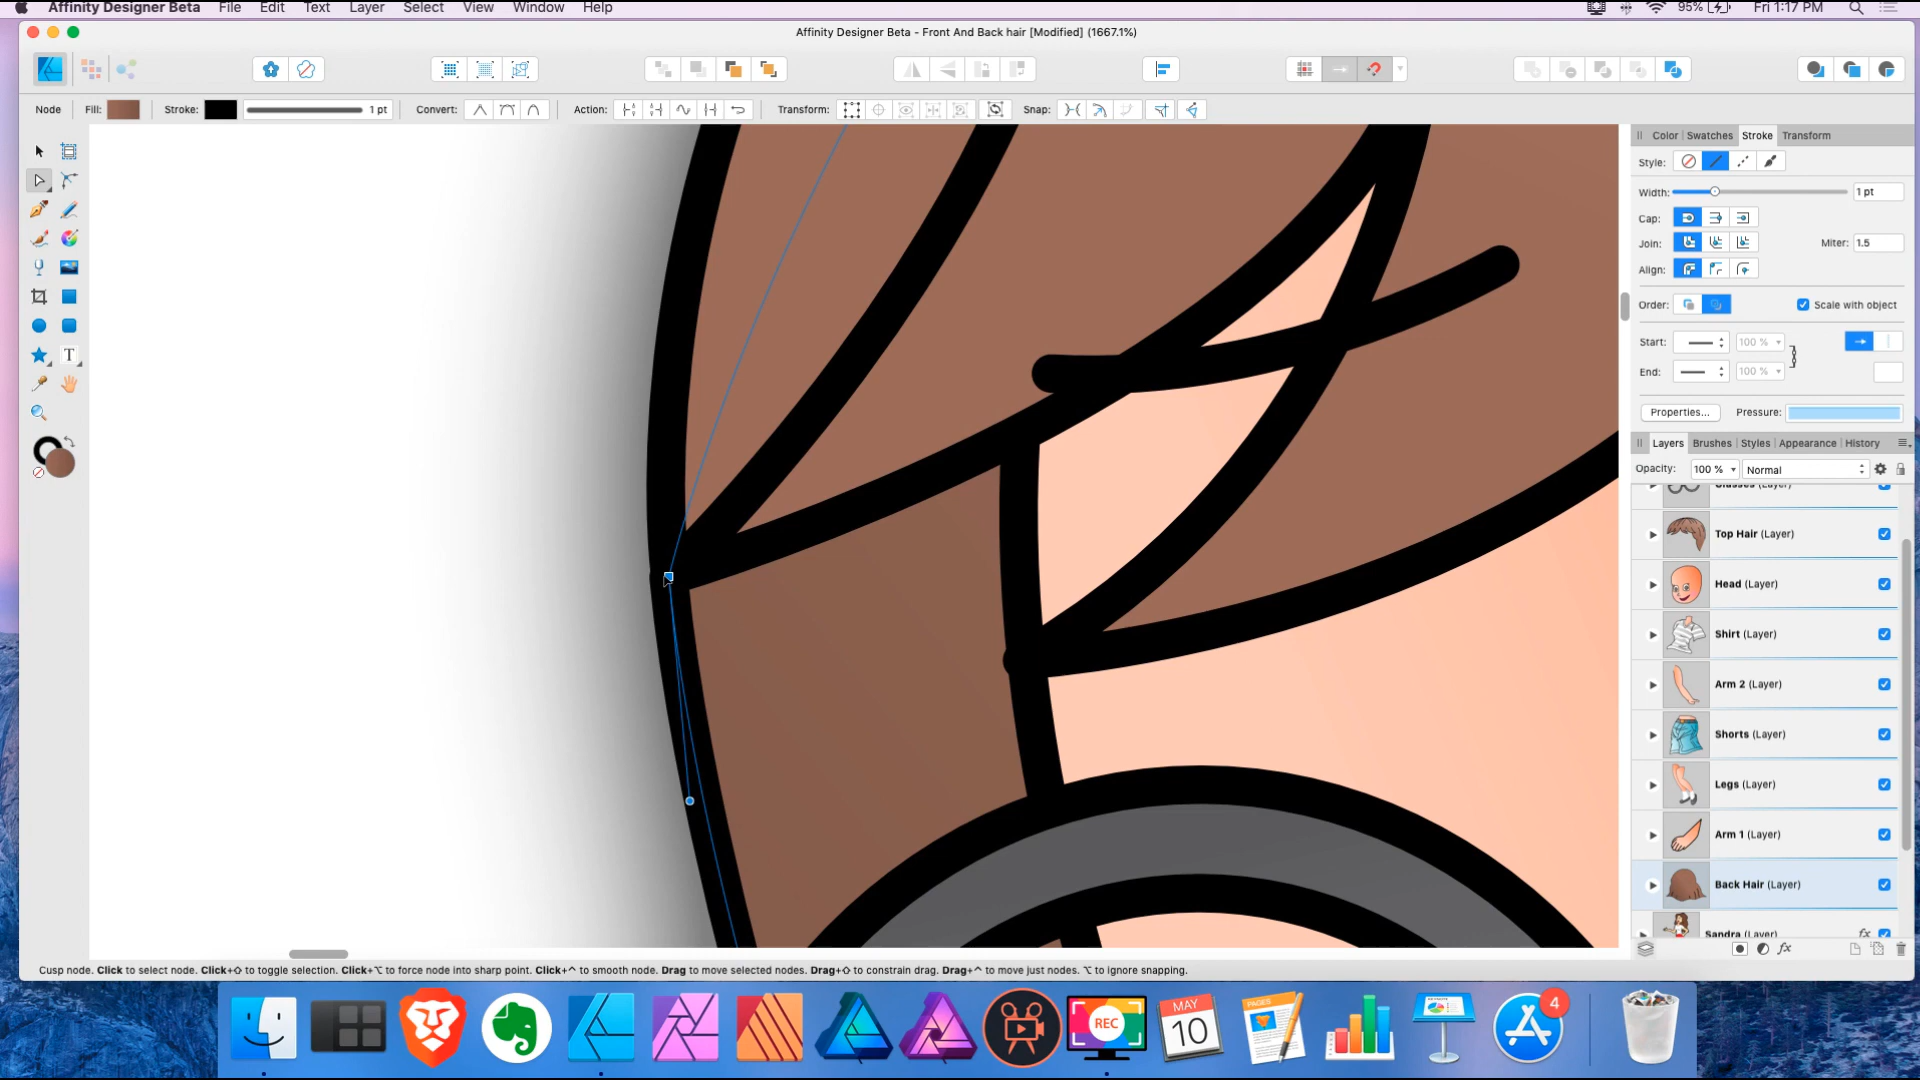 Affinity Designer Beta File Edit Text Layer Select View Window Help 95% Fri 1:17 PM
Affinity Designer Beta - Front And Back hair [Modified] (1667.1%)
Node Fill: Stroke: 1 pt Convert: Action: Transform: Snap:
Color Swatches Stroke Transform
Style:
Width: 1 pt
Cap:
Join: Miter: 1.5
Align:
Order: Scale with object
Start: 100 %
End: 100 %
Properties... Pressure:
Layers Brushes Styles Appearance History
Opacity: 100 % Normal
Glasses (Layer)
Top Hair (Layer)
Head (Layer)
Shirt (Layer)
Arm 2 (Layer)
Shorts (Layer)
Legs (Layer)
Arm 1 (Layer)
Back Hair (Layer)
Sandra (Layer) fx
fx
T
Cusp node. Click to select node. Click+⇧ to toggle selection. Click+⌥ to force node into sharp point. Click+^ to smooth node. Drag to move selected nodes. Drag+⇧ to constrain drag. Drag+^ to move just nodes. ⌥ to ignore snapping.
REC
MAY
10
PAGES
4